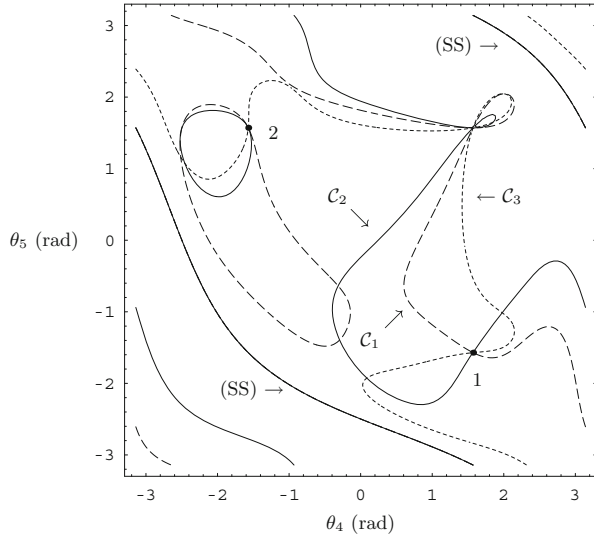 3
2
1
0
-1
-2
-3
θ₅ (rad)
(SS) →
2
C₂
← C₃
C₁
(SS) →
1
-3 -2 -1 0 1 2 3
θ₄ (rad)